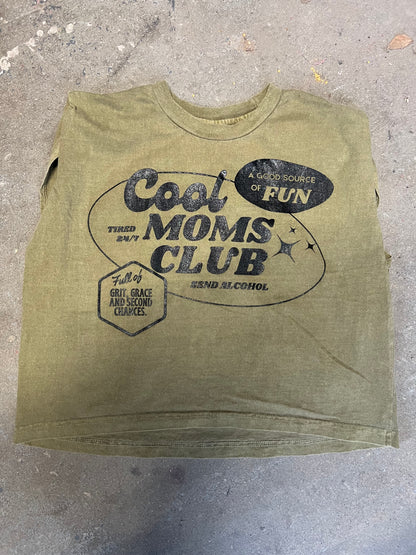 Cool
MOMS
CLUB
A GOOD SOURCE
OF FUN
TIRED
24/7
SEND ALCOHOL
Full of
GRIT, GRACE
AND SECOND
CHANCES.